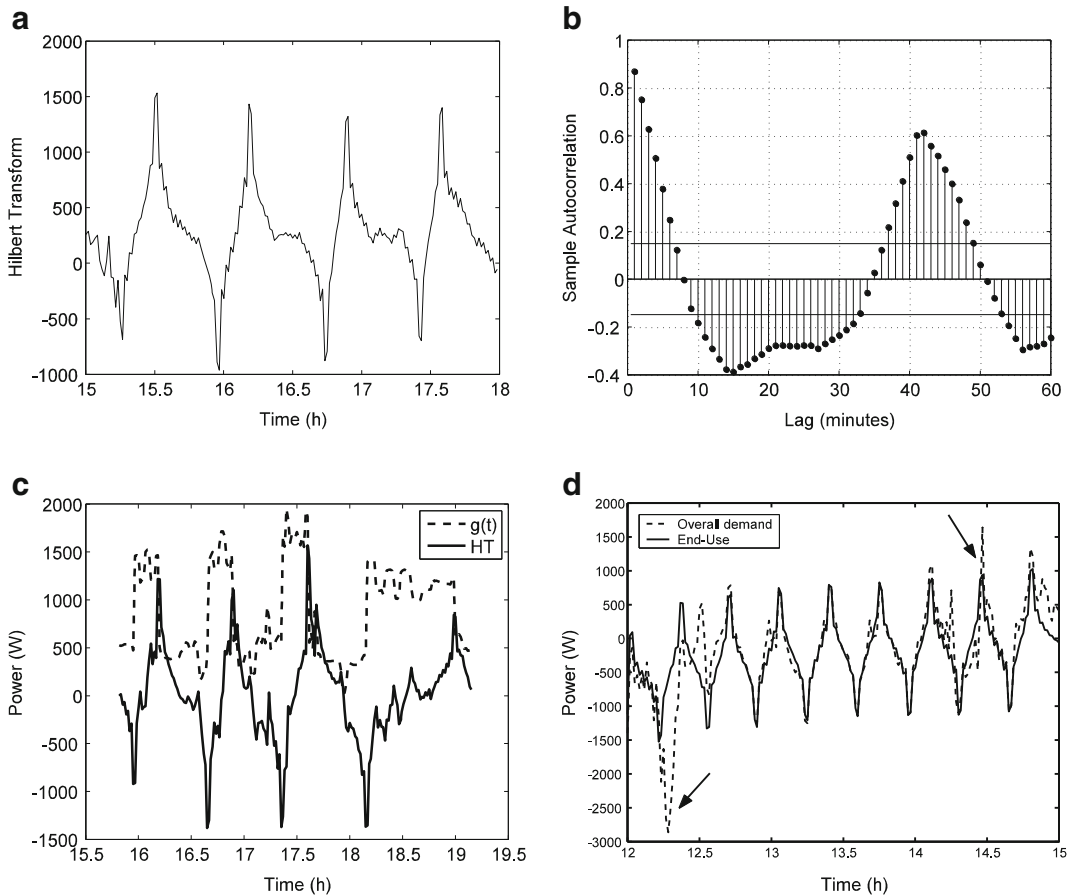 a
2000
1500
1000
500
0
-500
-1000
Hilbert Transform
15 15.5 16 16.5 17 17.5 18
Time (h)
b
1
0.8
0.6
0.4
0.2
0
-0.2
-0.4
Sample Autocorrelation
0 10 20 30 40 50 60
Lag (minutes)
c
2000
1500
1000
500
0
-500
-1000
-1500
Power (W)
g(t)
HT
15.5 16 16.5 17 17.5 18 18.5 19 19.5
Time (h)
d
2000
1500
1000
500
0
-500
-1000
-1500
-2000
-2500
-3000
Power (W)
Overall demand
End-Use
12 12.5 13 13.5 14 14.5 15
Time (h)